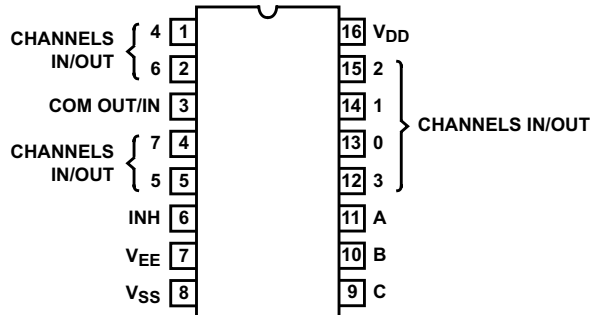 CHANNELS IN/OUT
4 1
6 2
COM OUT/IN 3
CHANNELS IN/OUT
7 4
5 5
INH 6
VEE 7
VSS 8
16 VDD
15 2
14 1
13 0
12 3
CHANNELS IN/OUT
11 A
10 B
9 C